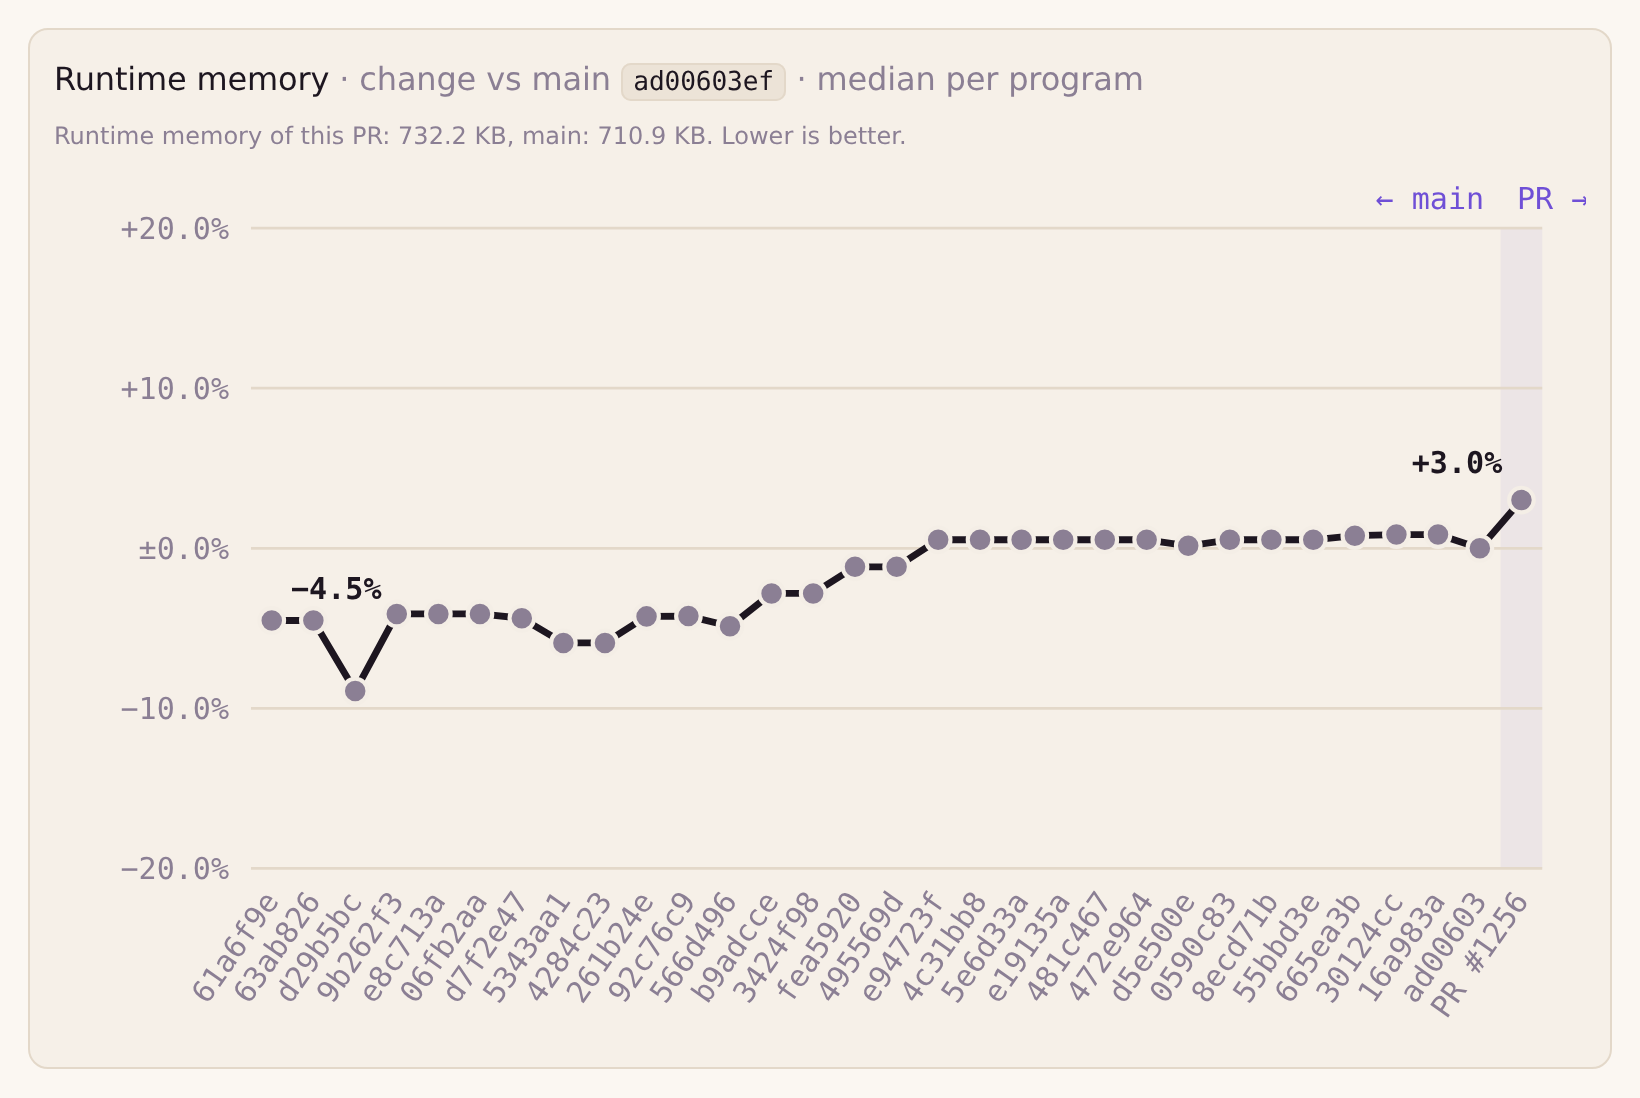 Runtime memory · change vs main ad00603ef · median per program
Runtime memory of this PR: 732.2 KB, main: 710.9 KB. Lower is better.
← main PR →
+20.0%
+10.0%
+3.0%
±0.0%
−4.5%
−10.0%
−20.0%
61a6f9e
63ab826
d29b5bc
9b262f3
e8c713a
06fb2aa
d7f2e47
5343aa1
4284c23
261b24e
92c76c9
566d496
b9adcce
3424f98
fea5920
495569d
e94723f
4c31bb8
5e6d33a
e19135a
481c467
472e964
d5e500e
0590c83
8ecd71b
55bbd3e
665ea3b
30124cc
16a983a
ad00603
PR #1256